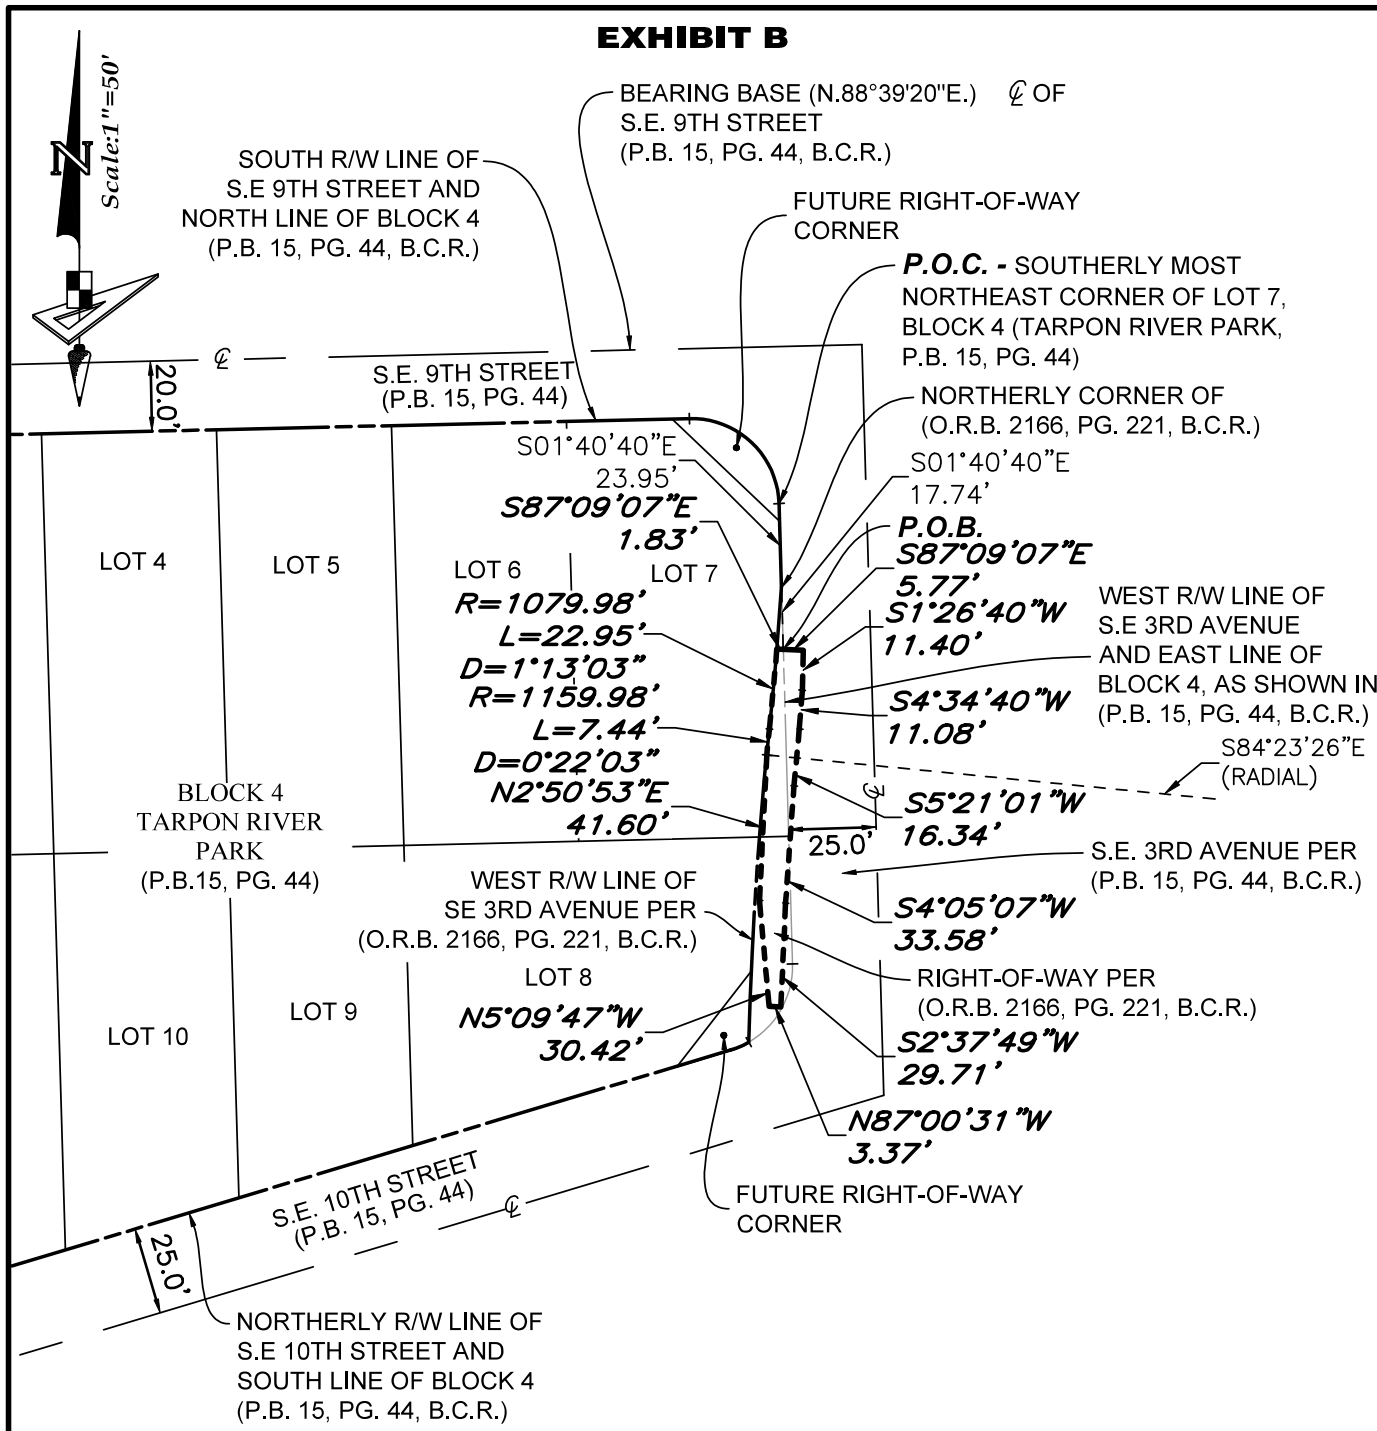 EXHIBIT B
N
Scale:1"=50'
BEARING BASE (N.88°39'20"E.) ℄ OF
S.E. 9TH STREET
(P.B. 15, PG. 44, B.C.R.)
SOUTH R/W LINE OF
S.E 9TH STREET AND
NORTH LINE OF BLOCK 4
(P.B. 15, PG. 44, B.C.R.)
FUTURE RIGHT-OF-WAY
CORNER
P.O.C. - SOUTHERLY MOST
NORTHEAST CORNER OF LOT 7,
BLOCK 4 (TARPON RIVER PARK,
P.B. 15, PG. 44)
℄
20.0'
S.E. 9TH STREET
(P.B. 15, PG. 44)
NORTHERLY CORNER OF
(O.R.B. 2166, PG. 221, B.C.R.)
S01°40'40"E
23.95'
S01°40'40"E
17.74'
S87°09'07"E
1.83'
P.O.B.
S87°09'07"E
5.77'
LOT 4
LOT 5
LOT 6
LOT 7
R=1079.98'
L=22.95'
D=1°13'03"
R=1159.98'
L=7.44'
D=0°22'03"
N2°50'53"E
41.60'
S1°26'40"W
11.40'
WEST R/W LINE OF
S.E 3RD AVENUE
AND EAST LINE OF
BLOCK 4, AS SHOWN IN
(P.B. 15, PG. 44, B.C.R.)
S4°34'40"W
11.08'
S84°23'26"E
(RADIAL)
℄
S5°21'01"W
16.34'
25.0'
BLOCK 4
TARPON RIVER
PARK
(P.B.15, PG. 44)
S.E. 3RD AVENUE PER
(P.B. 15, PG. 44, B.C.R.)
WEST R/W LINE OF
SE 3RD AVENUE PER
(O.R.B. 2166, PG. 221, B.C.R.)
S4°05'07"W
33.58'
LOT 8
LOT 9
LOT 10
RIGHT-OF-WAY PER
(O.R.B. 2166, PG. 221, B.C.R.)
N5°09'47"W
30.42'
S2°37'49"W
29.71'
N87°00'31"W
3.37'
S.E. 10TH STREET
(P.B. 15, PG. 44)
℄
FUTURE RIGHT-OF-WAY
CORNER
25.0'
NORTHERLY R/W LINE OF
S.E 10TH STREET AND
SOUTH LINE OF BLOCK 4
(P.B. 15, PG. 44, B.C.R.)